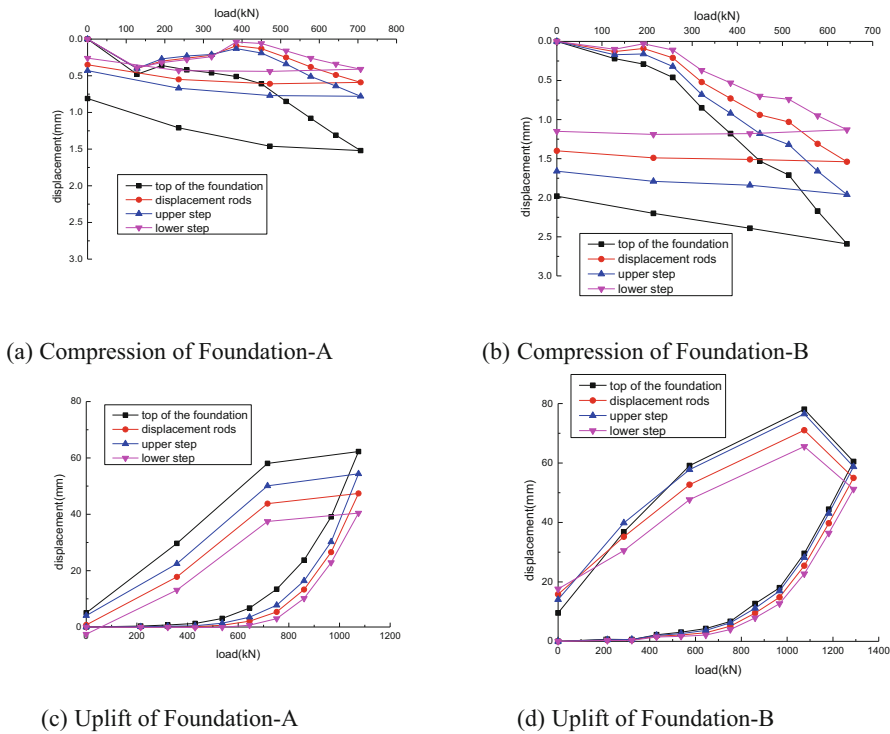 load(kN)
0 100 200 300 400 500 600 700 800
0.0
0.5
1.0
1.5
2.0
2.5
3.0
displacement(mm)
top of the foundation
displacement rods
upper step
lower step
(a) Compression of Foundation-A
load(kN)
0 100 200 300 400 500 600 700
0.0
0.5
1.0
1.5
2.0
2.5
3.0
displacement(mm)
top of the foundation
displacement rods
upper step
lower step
(b) Compression of Foundation-B
80
60
40
20
0
displacement(mm)
top of the foundation
displacement rods
upper step
lower step
0 200 400 600 800 1000 1200
load(kN)
(c) Uplift of Foundation-A
80
60
40
20
0
displacement(mm)
top of the foundation
displacement rods
upper step
lower step
0 200 400 600 800 1000 1200 1400
load(kN)
(d) Uplift of Foundation-B